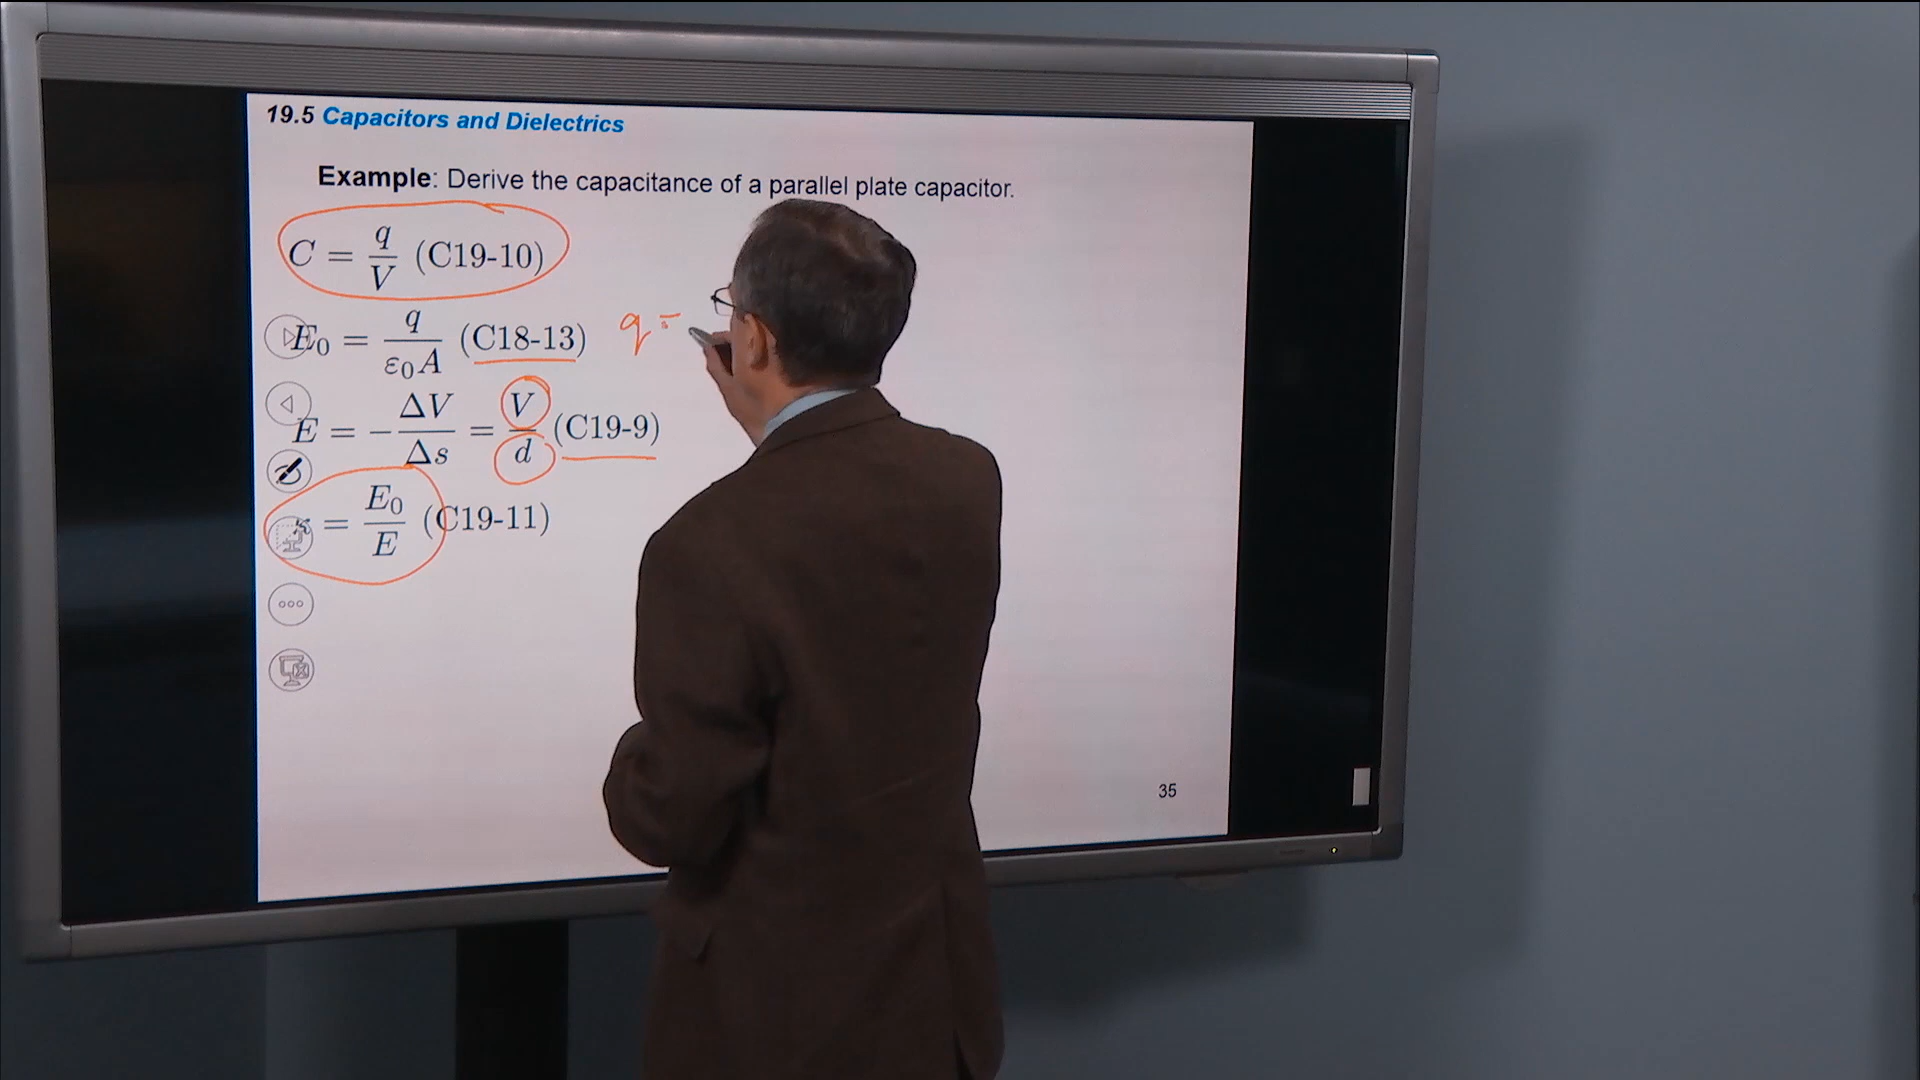 19.5 Capacitors and Dielectrics
Example: Derive the capacitance of a parallel plate capacitor.
C = q/V (C19-10)
E₀ = q/ε₀A (C18-13) q =
E = -ΔV/Δs = V/d (C19-9)
= E₀/E (C19-11)
35